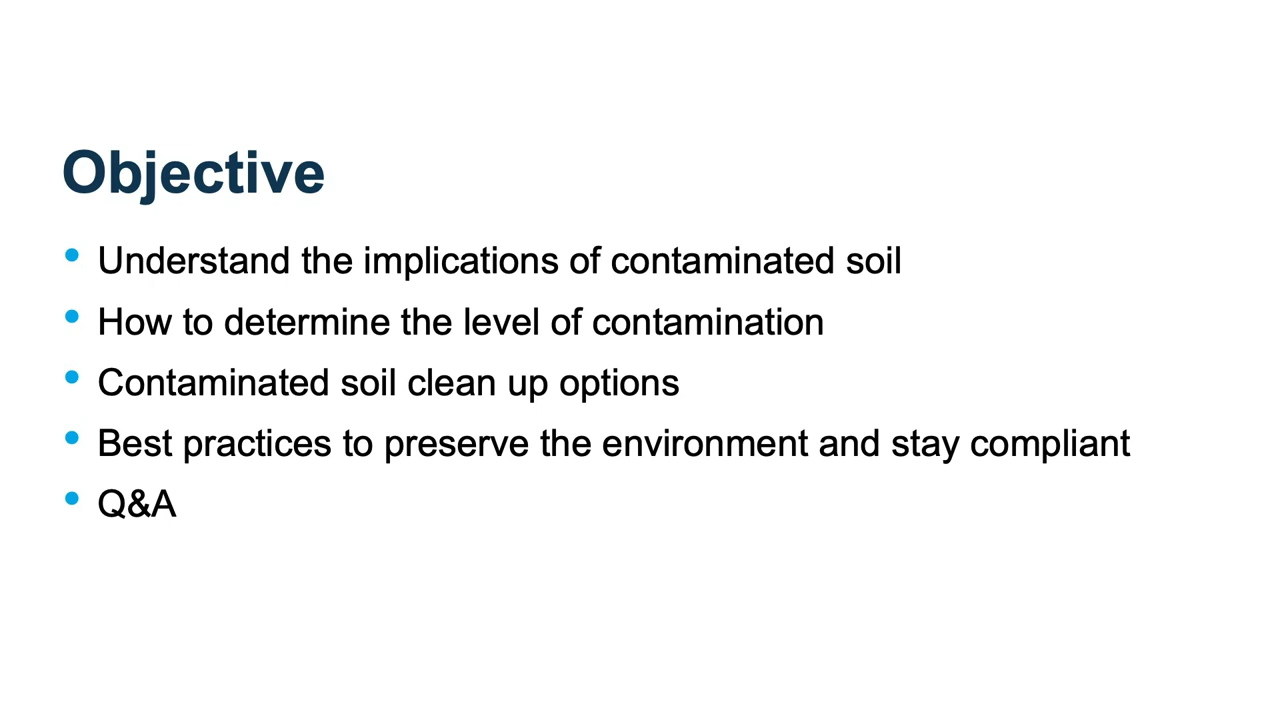 Objective
• Understand the implications of contaminated soil
• How to determine the level of contamination
• Contaminated soil clean up options
• Best practices to preserve the environment and stay compliant
• Q&A